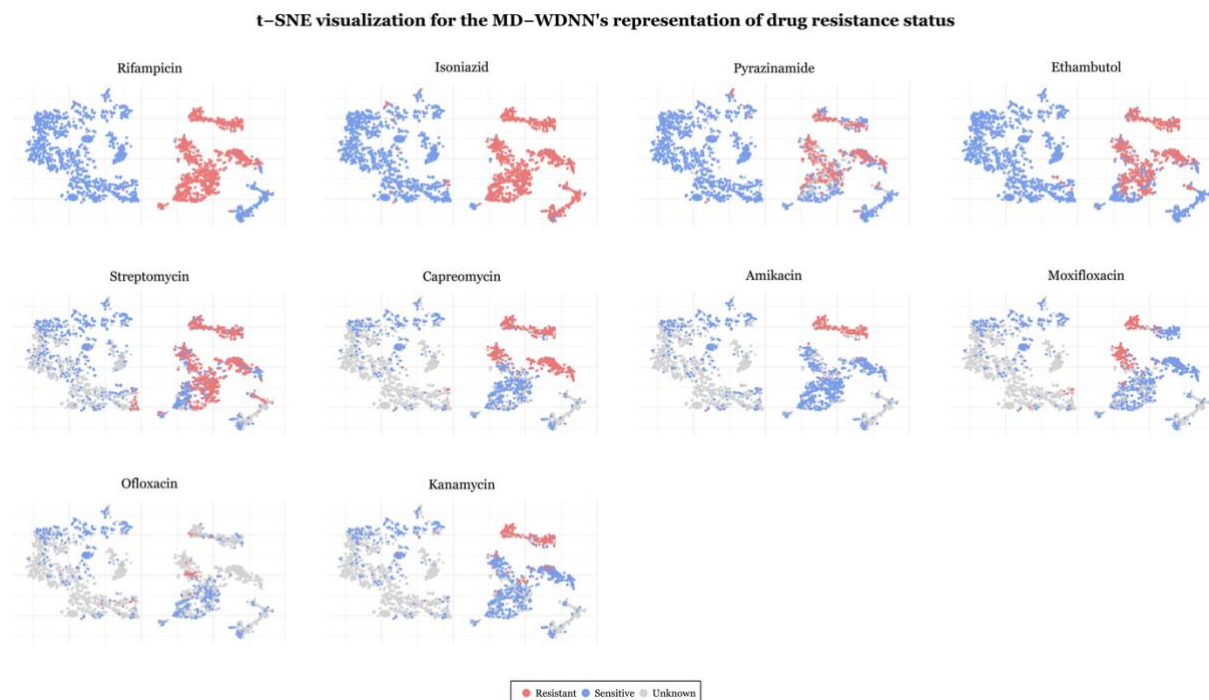 t–SNE visualization for the MD–WDNN's representation of drug resistance status
Rifampicin
Isoniazid
Pyrazinamide
Ethambutol
Streptomycin
Capreomycin
Amikacin
Moxifloxacin
Ofloxacin
Kanamycin
Resistant Sensitive Unknown